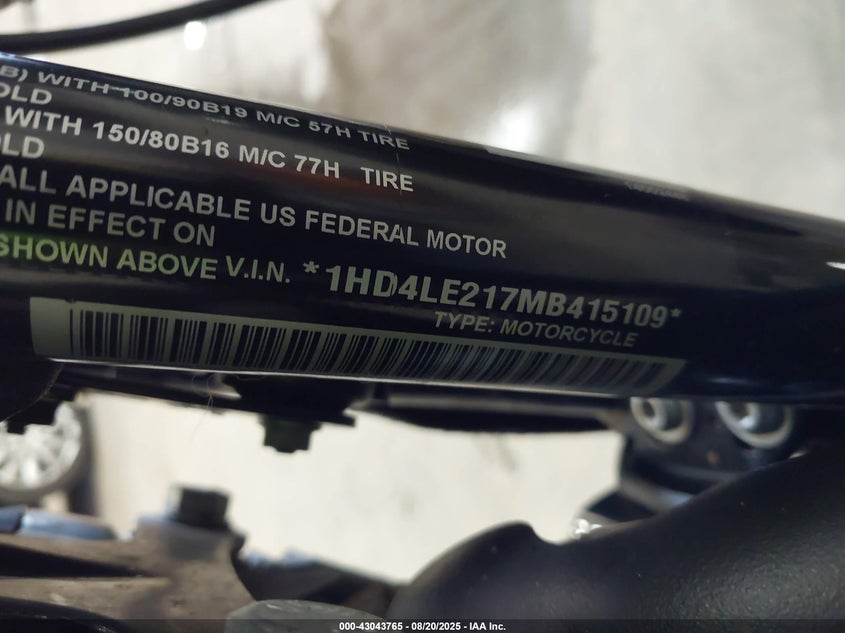 B) WITH 100/90B19 M/C 57H TIRE
OLD
WITH 150/80B16 M/C 77H TIRE
OLD
ALL APPLICABLE US FEDERAL MOTOR
IN EFFECT ON
SHOWN ABOVE V.I.N. *1HD4LE217MB415109*
TYPE: MOTORCYCLE
000-43043765 - 08/20/2025 - IAA Inc.